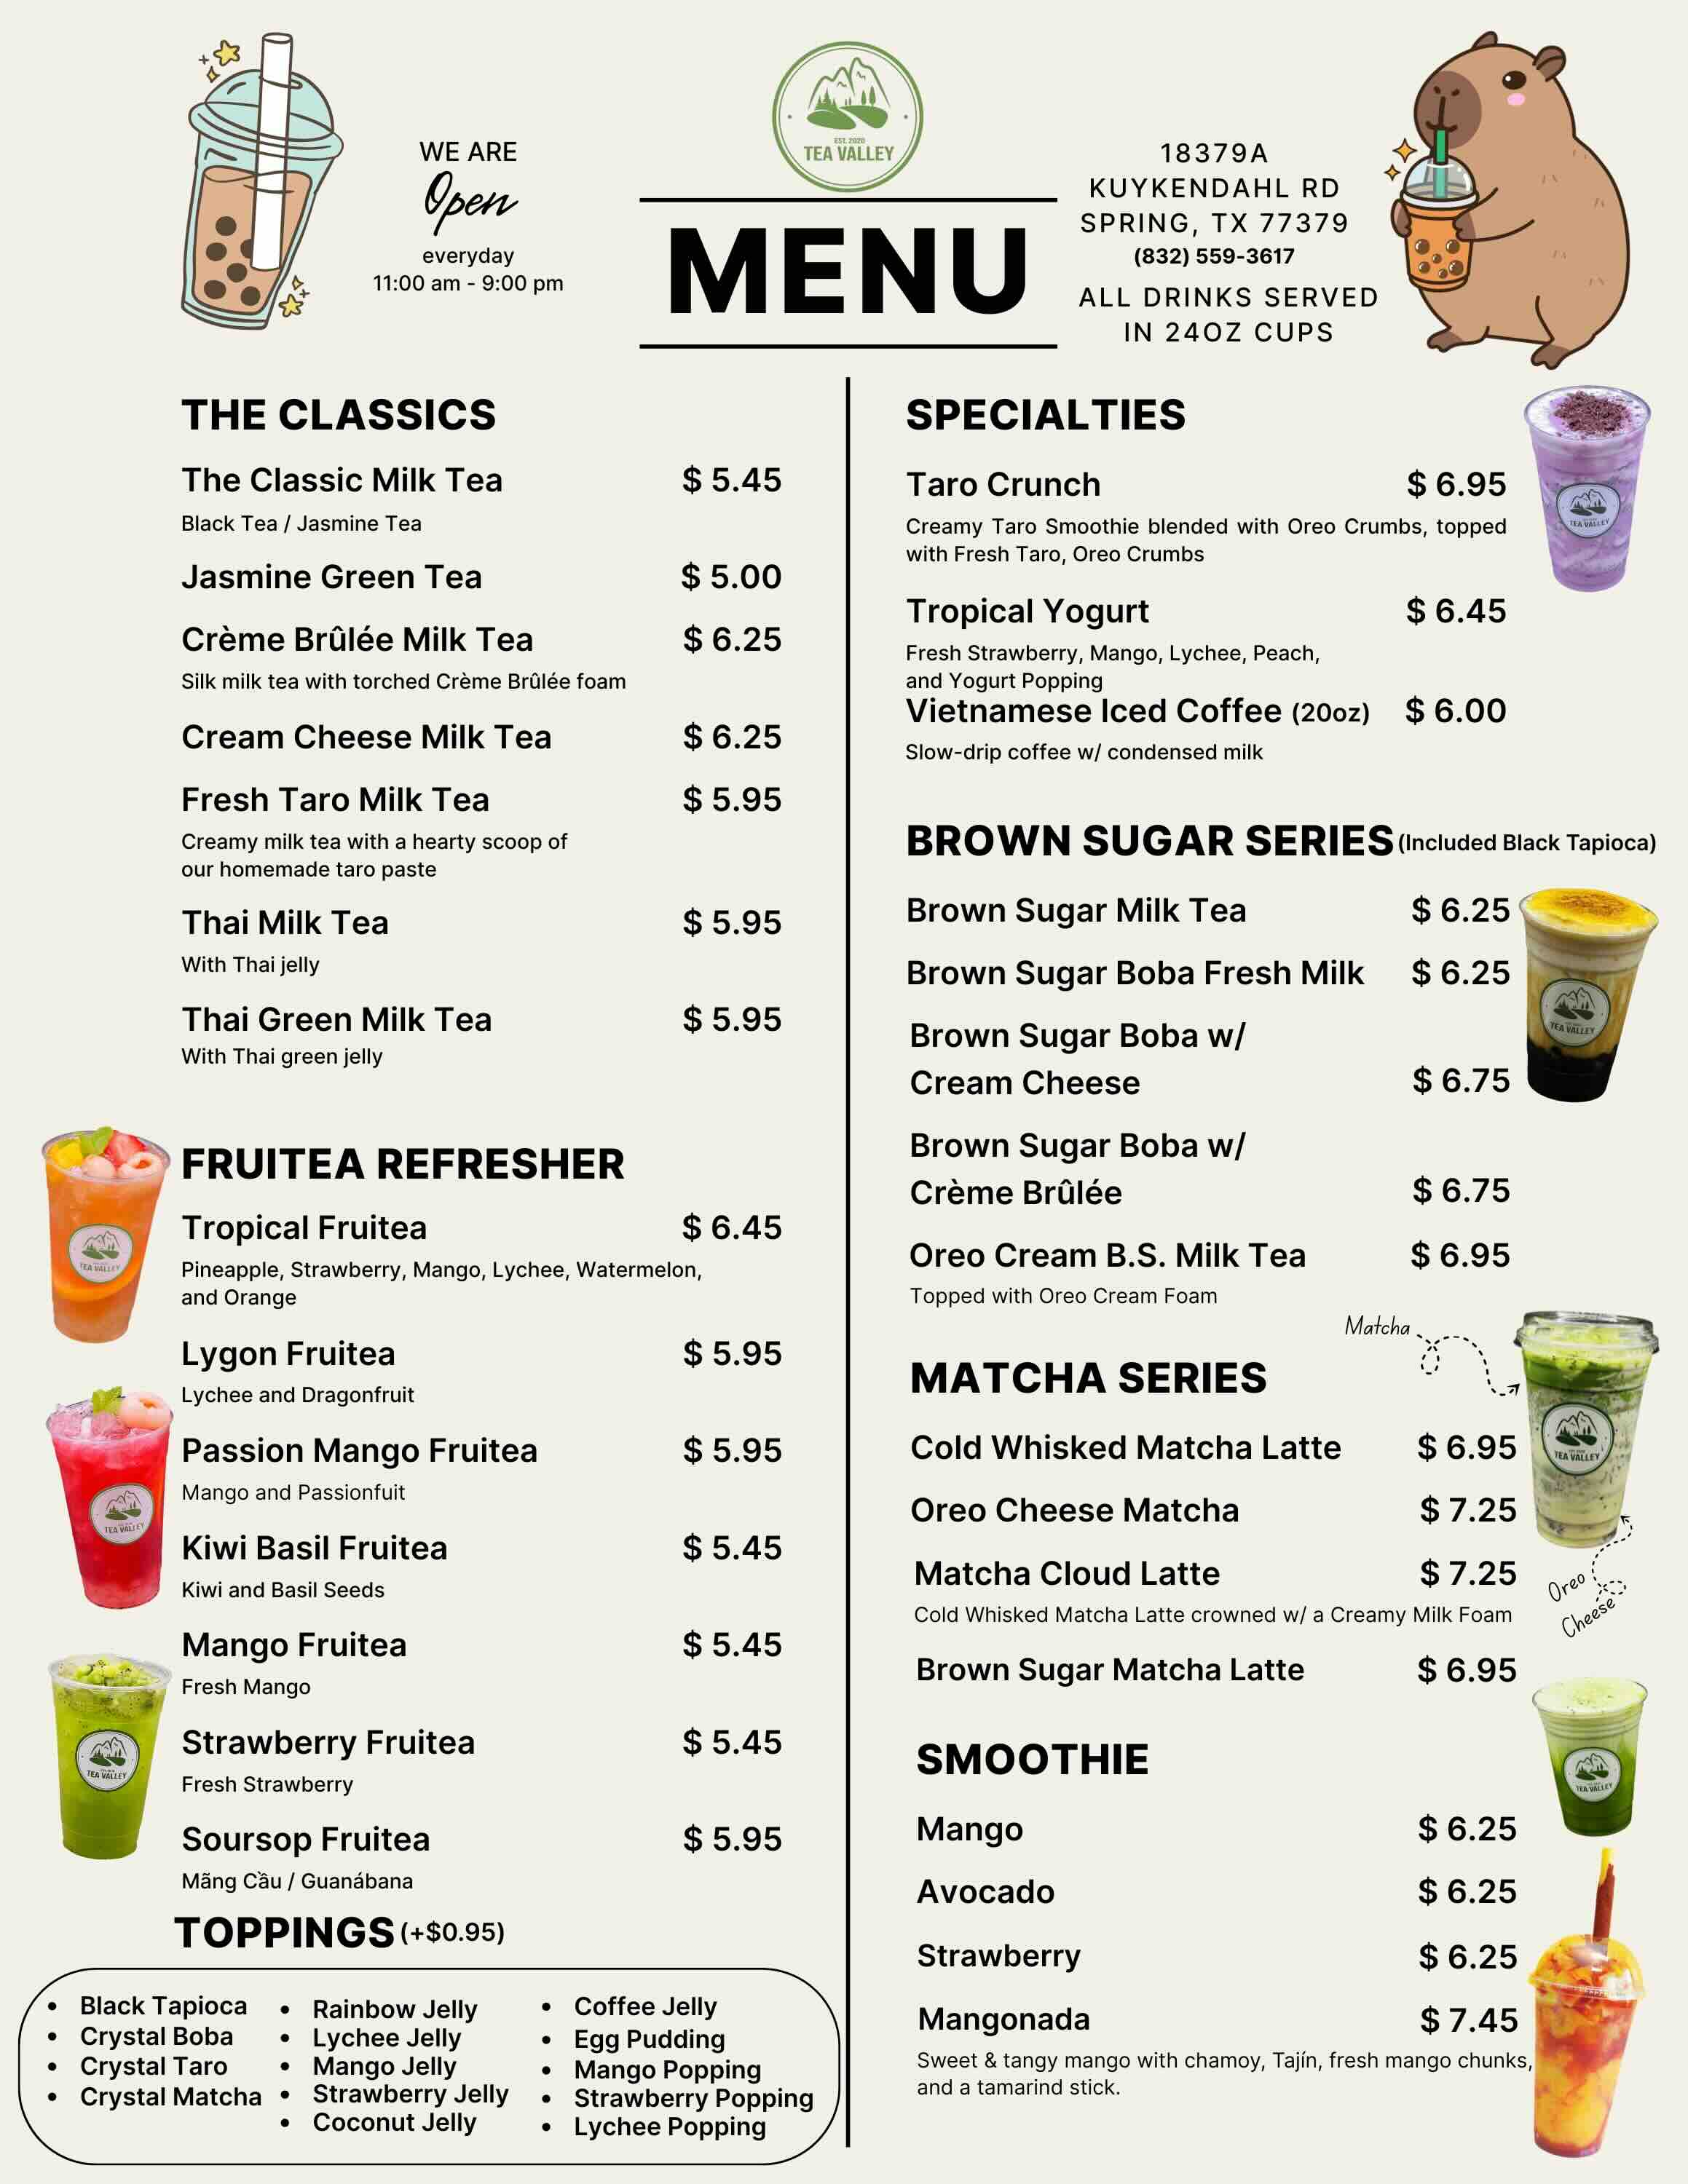 WE ARE
Open
everyday
11:00 am - 9:00 pm
EST. 2020
TEA VALLEY
MENU
18379A
KUYKENDAHL RD
SPRING, TX 77379
(832) 559-3617
ALL DRINKS SERVED
IN 24OZ CUPS
THE CLASSICS
The Classic Milk Tea $ 5.45
Black Tea / Jasmine Tea
Jasmine Green Tea $ 5.00
Crème Brûlée Milk Tea $ 6.25
Silk milk tea with torched Crème Brûlée foam
Cream Cheese Milk Tea $ 6.25
Fresh Taro Milk Tea $ 5.95
Creamy milk tea with a hearty scoop of
our homemade taro paste
Thai Milk Tea $ 5.95
With Thai jelly
Thai Green Milk Tea $ 5.95
With Thai green jelly
FRUITEA REFRESHER
Tropical Fruitea $ 6.45
Pineapple, Strawberry, Mango, Lychee, Watermelon,
and Orange
Lygon Fruitea $ 5.95
Lychee and Dragonfruit
Passion Mango Fruitea $ 5.95
Mango and Passionfuit
Kiwi Basil Fruitea $ 5.45
Kiwi and Basil Seeds
Mango Fruitea $ 5.45
Fresh Mango
Strawberry Fruitea $ 5.45
Fresh Strawberry
Soursop Fruitea $ 5.95
Mãng Cầu / Guanábana
TEA VALLEY
TEA VALLEY
TEA VALLEY
TOPPINGS (+$0.95)
• Black Tapioca
• Crystal Boba
• Crystal Taro
• Crystal Matcha
• Rainbow Jelly
• Lychee Jelly
• Mango Jelly
• Strawberry Jelly
• Coconut Jelly
• Coffee Jelly
• Egg Pudding
• Mango Popping
• Strawberry Popping
• Lychee Popping
SPECIALTIES
Taro Crunch $ 6.95
Creamy Taro Smoothie blended with Oreo Crumbs, topped
with Fresh Taro, Oreo Crumbs
TEA VALLEY
Tropical Yogurt $ 6.45
Fresh Strawberry, Mango, Lychee, Peach,
and Yogurt Popping
Vietnamese Iced Coffee (20oz) $ 6.00
Slow-drip coffee w/ condensed milk
BROWN SUGAR SERIES (Included Black Tapioca)
Brown Sugar Milk Tea $ 6.25
Brown Sugar Boba Fresh Milk $ 6.25
TEA VALLEY
Brown Sugar Boba w/
Cream Cheese $ 6.75
Brown Sugar Boba w/
Crème Brûlée $ 6.75
Oreo Cream B.S. Milk Tea $ 6.95
Topped with Oreo Cream Foam
Matcha
MATCHA SERIES
Cold Whisked Matcha Latte $ 6.95
TEA VALLEY
Oreo Cheese Matcha $ 7.25
Matcha Cloud Latte $ 7.25
Cold Whisked Matcha Latte crowned w/ a Creamy Milk Foam
Oreo
Cheese
Brown Sugar Matcha Latte $ 6.95
SMOOTHIE
TEA VALLEY
Mango $ 6.25
Avocado $ 6.25
Strawberry $ 6.25
Mangonada $ 7.45
Sweet & tangy mango with chamoy, Tajín, fresh mango chunks,
and a tamarind stick.